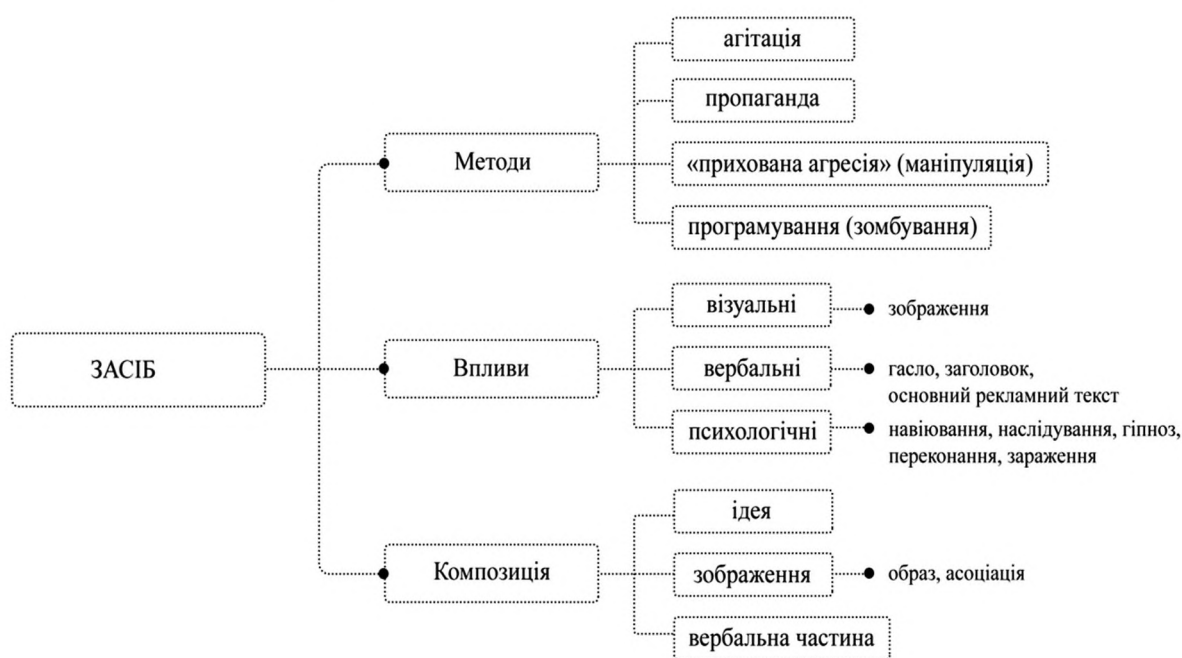 ЗАСІБ
Методи
агітація
пропаганда
«прихована агресія» (маніпуляція)
програмування (зомбування)
Впливи
візуальні
зображення
вербальні
гасло, заголовок,
основний рекламний текст
психологічні
навіювання, наслідування, гіпноз,
переконання, зараження
Композиція
ідея
зображення
образ, асоціація
вербальна частина